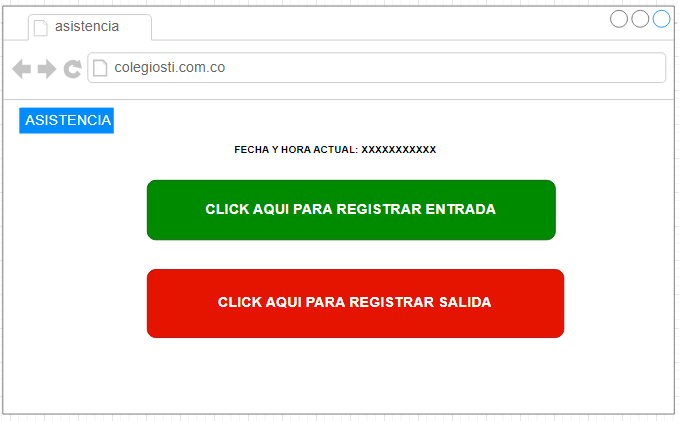 asistencia
colegiosti.com.co
ASISTENCIA
FECHA Y HORA ACTUAL: XXXXXXXXXXX
CLICK AQUI PARA REGISTRAR ENTRADA
CLICK AQUI PARA REGISTRAR SALIDA